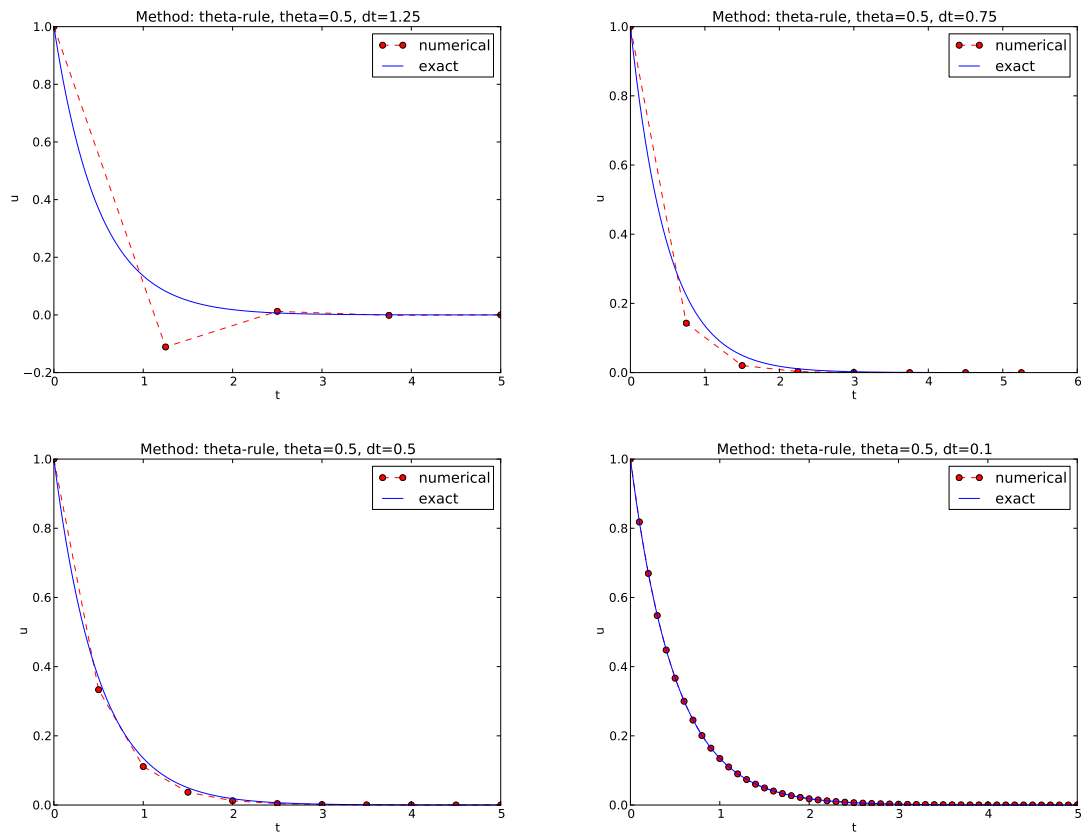 Method: theta-rule, theta=0.5, dt=1.25
1.0
0.8
0.6
0.4
0.2
0.0
−0.2
u
numerical
exact
0 1 2 3 4 5
t
Method: theta-rule, theta=0.5, dt=0.75
1.0
0.8
0.6
0.4
0.2
0.0
u
numerical
exact
0 1 2 3 4 5 6
t
Method: theta-rule, theta=0.5, dt=0.5
1.0
0.8
0.6
0.4
0.2
0.0
u
numerical
exact
0 1 2 3 4 5
t
Method: theta-rule, theta=0.5, dt=0.1
1.0
0.8
0.6
0.4
0.2
0.0
u
numerical
exact
0 1 2 3 4 5
t